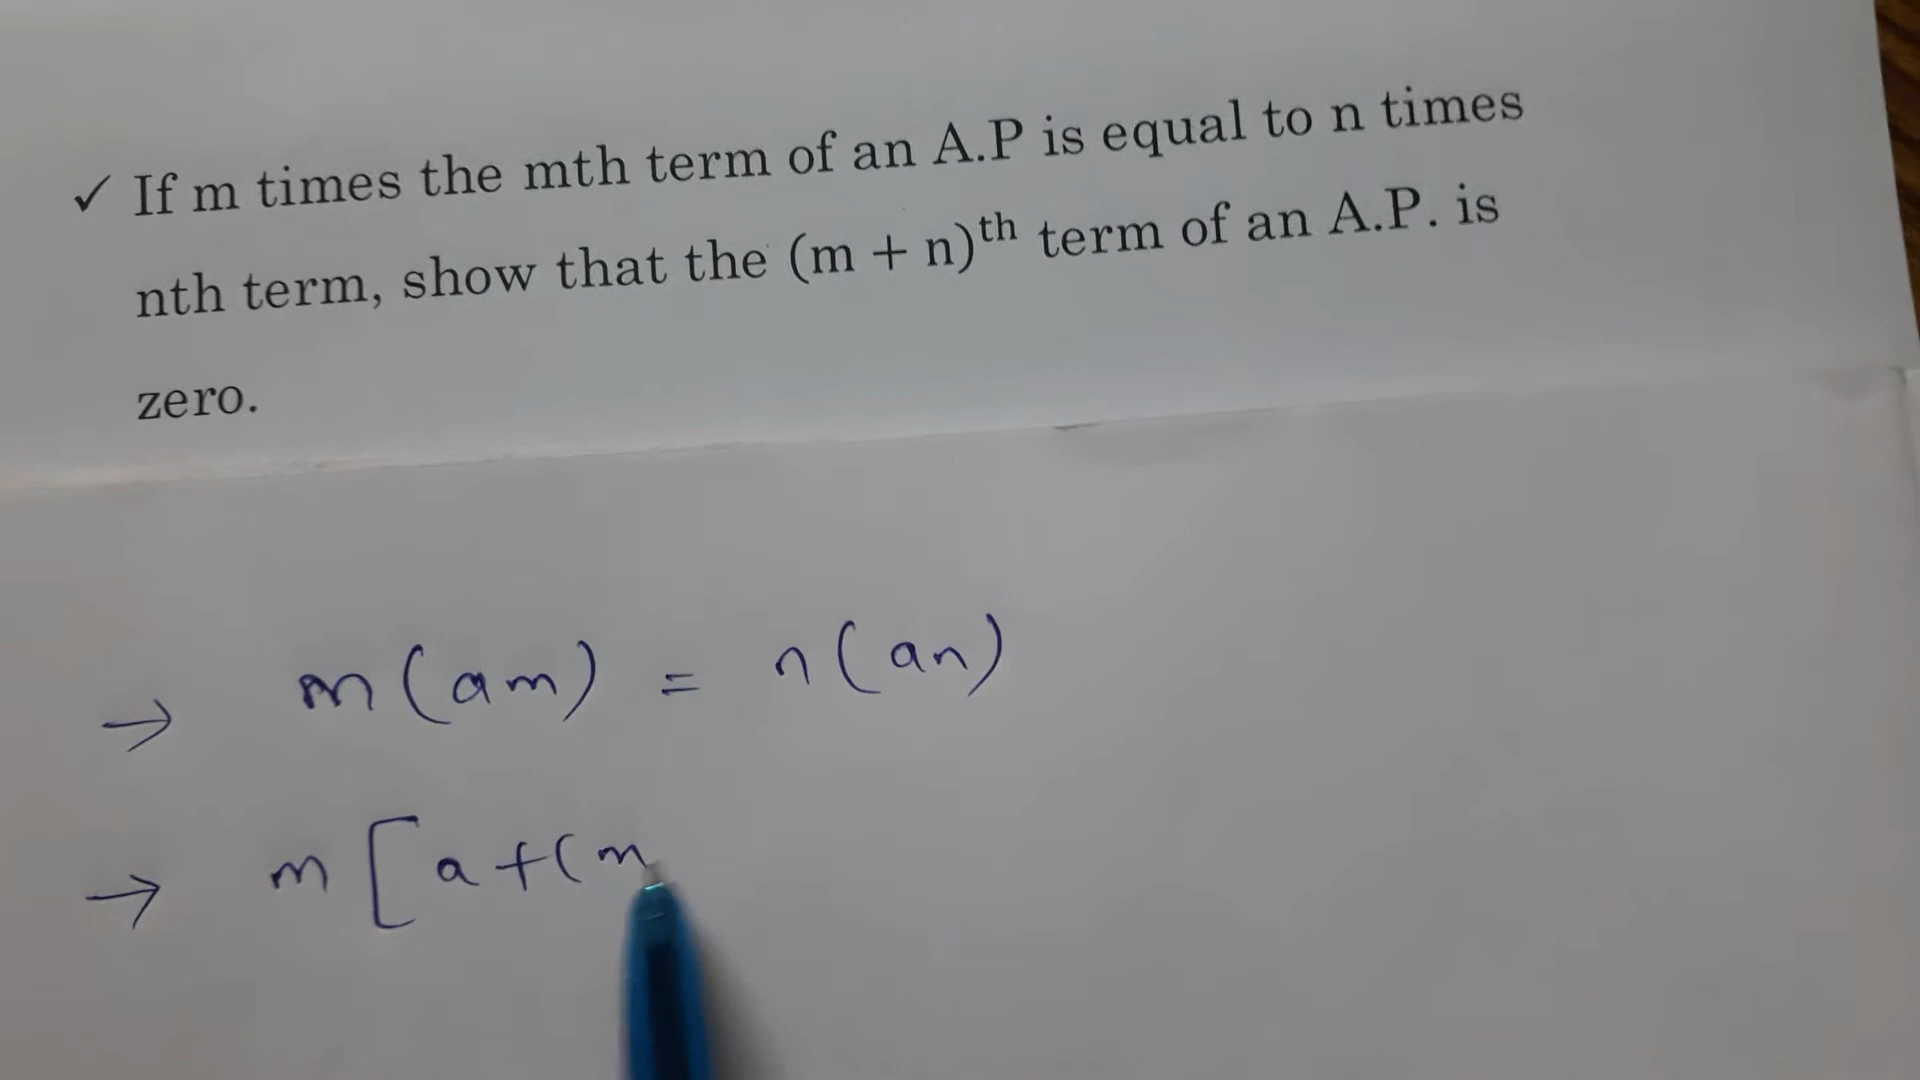 ✓ If m times the mth term of an A.P is equal to n times
nth term, show that the (m + n)th term of an A.P. is
zero.
→ m(am) = n(an)
→ m[a+(m